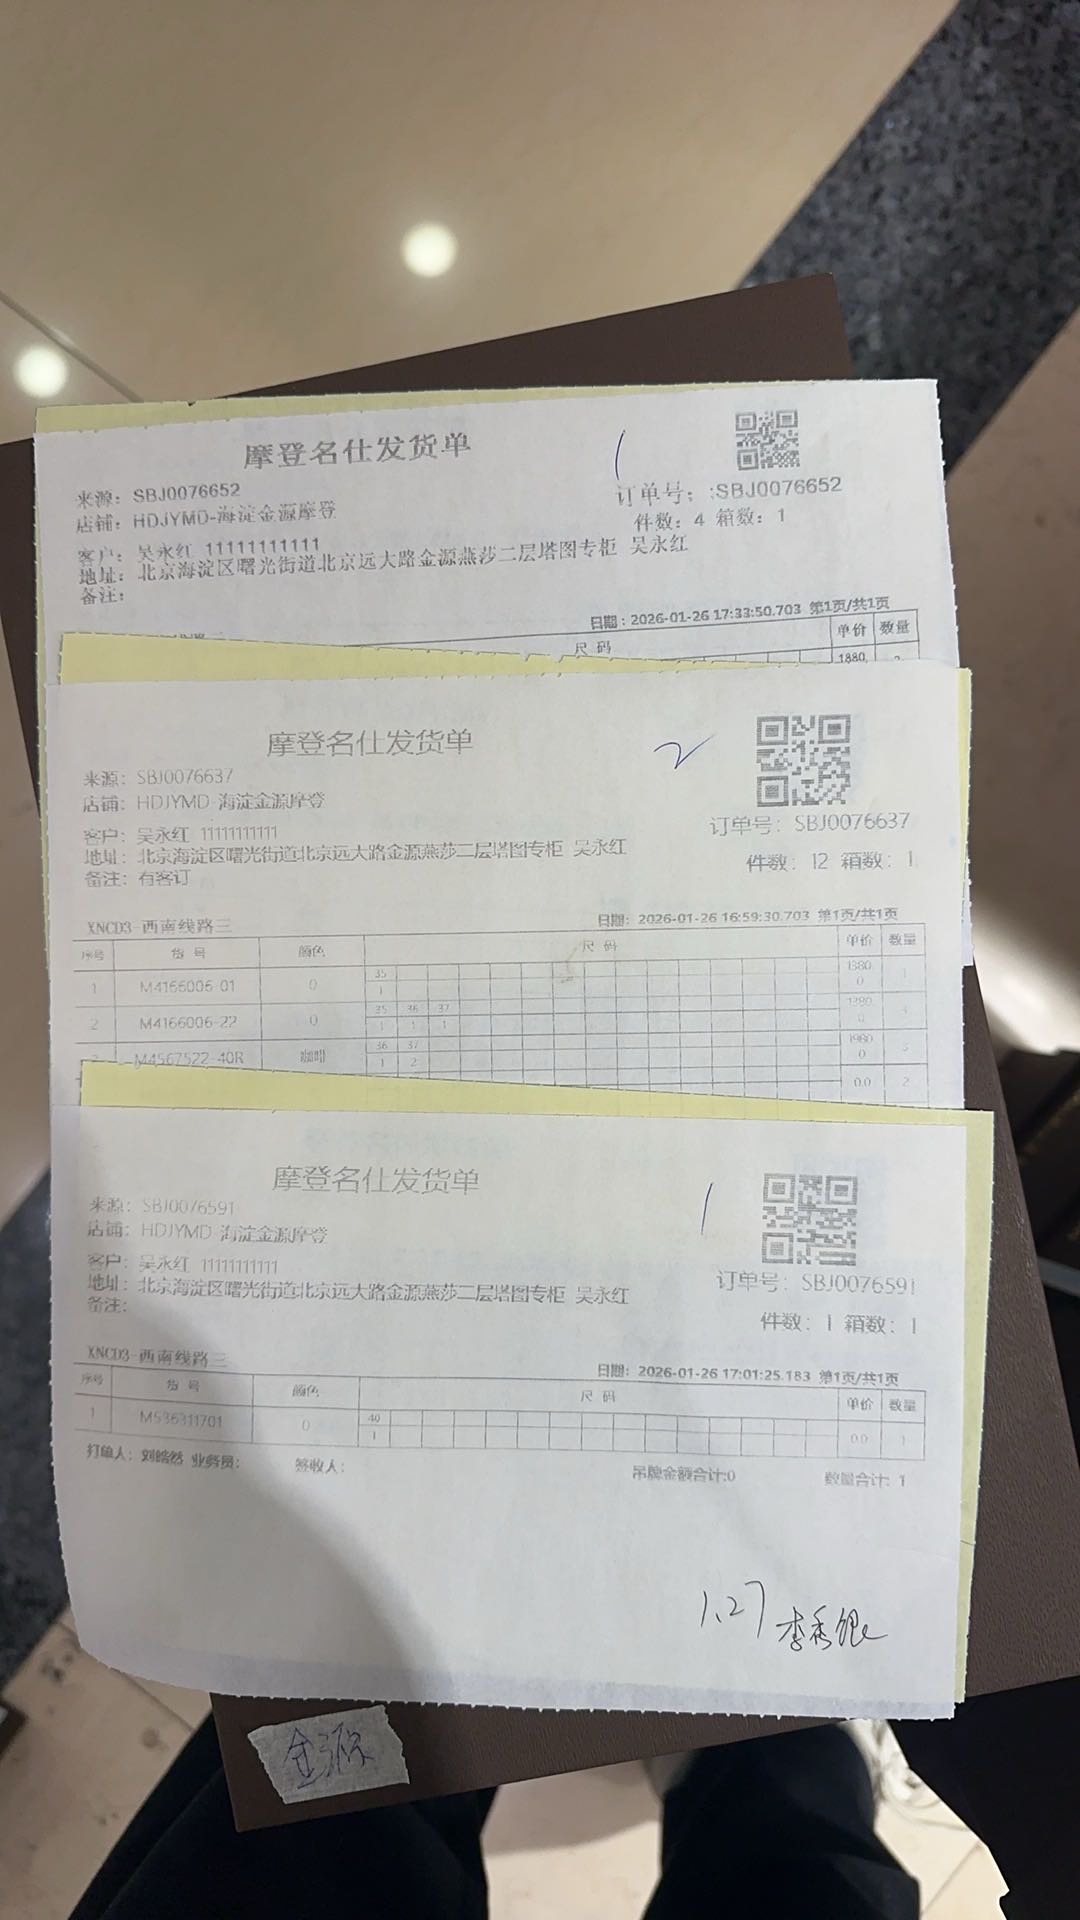 摩登名仕发货单
1
来源：SBJ0076652
订单号：:SBJ0076652
店铺：HDJYMD-海淀金源摩登
件数：4 箱数：1
客户：吴永红 11111111111
地址：北京海淀区曙光街道北京远大路金源燕莎二层塔图专柜 吴永红
备注：
日期：2026-01-26 17:33:50.703 第1页/共1页
尺 码 单价 数量
1880
摩登名仕发货单
2
来源：SBJ0076637
店铺：HDJYMD-海淀金源摩登
订单号：SBJ0076637
客户：吴永红 11111111111
地址：北京海淀区曙光街道北京远大路金源燕莎二层塔图专柜 吴永红
件数：12 箱数：1
备注：有客订
XNCD3-西南线路三
日期：2026-01-26 16:59:30.703 第1页/共1页
序号 货 号 颜色 尺 码 单价 数量
1 M4166006-01 0 35 1 1380 0 1
2 M4166006-22 0 35 36 37 1 1 1 1380 0 3
3 M4567522-40R 咖啡 36 37 1 2 1980 0 3
0.0 2
摩登名仕发货单
1
来源：SBJ0076591
店铺：HDJYMD-海淀金源摩登
客户：吴永红 11111111111
订单号：SBJ0076591
地址：北京海淀区曙光街道北京远大路金源燕莎二层塔图专柜 吴永红
备注：
件数：1 箱数：1
XNCD3-西南线路三
日期：2026-01-26 17:01:25.183 第1页/共1页
序号 货 号 颜色 尺 码 单价 数量
1 M536311701 0 40 1 0.0 1
打单人：刘皓然 业务员： 签收人： 吊牌金额合计:0 数量合计: 1
1.27 李秀银
金源